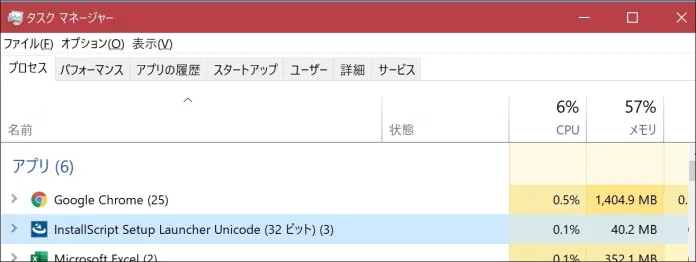 タスク マネージャー
ファイル(F) オプション(O) 表示(V)
プロセス パフォーマンス アプリの履歴 スタートアップ ユーザー 詳細 サービス
6% 57%
名前 状態 CPU メモリ
アプリ (6)
Google Chrome (25) 0.5% 1,404.9 MB 0.
InstallScript Setup Launcher Unicode (32 ビット) (3) 0.1% 40.2 MB
Microsoft Excel (2) 0.1% 352.1 MB